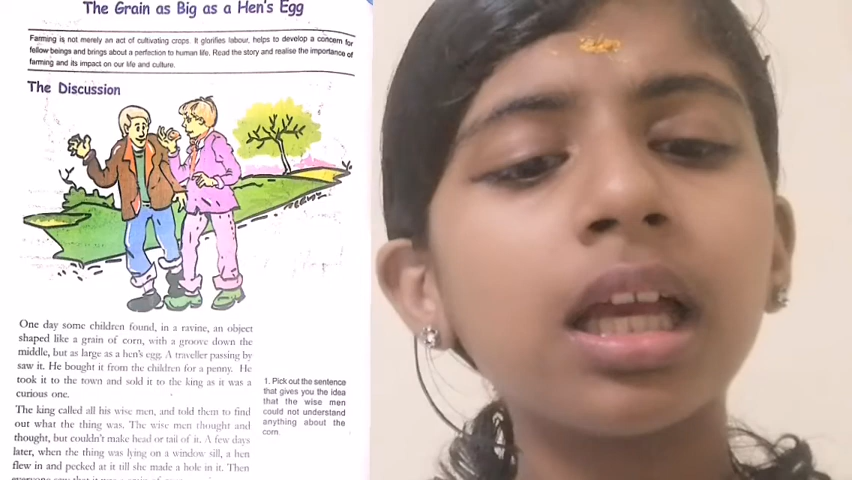 The Grain as Big as a Hen's Egg
Farming is not merely an act of cultivating crops. It glorifies labour, helps to develop a concern for
fellow beings and brings about a perfection to human life. Read the story and realise the importance of
farming and its impact on our life and culture.
The Discussion
One day some children found, in a ravine, an object
shaped like a grain of corn, with a groove down the
middle, but as large as a hen's egg. A traveller passing by
saw it. He bought it from the children for a penny. He
took it to the town and sold it to the king as it was a
curious one.
1. Pick out the sentence
that gives you the idea
that the wise men
could not understand
anything about the
corn.
The king called all his wise men, and told them to find
out what the thing was. The wise men thought and
thought, but couldn't make head or tail of it. A few days
later, when the thing was lying on a window sill, a hen
flew in and pecked at it till she made a hole in it. Then